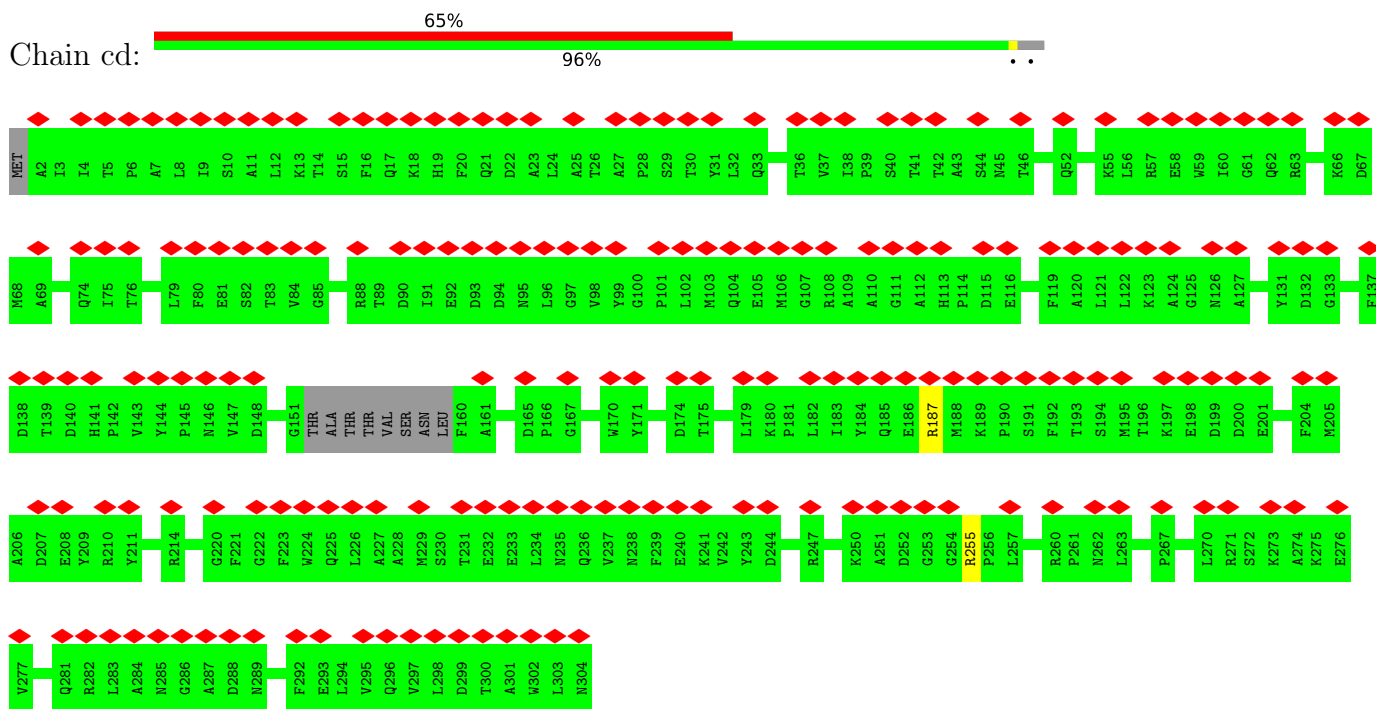 65%
Chain cd:
96%
. .
MET A2 I3 I4 T5 P6 A7 L8 I9 S10 A11 L12 K13 T14 S15 F16 Q17 K18 H19 F20 Q21 D22 A23 L24 A25 T26 A27 P28 S29 T30 Y31 L32 Q33 T36 V37 I38 P39 S40 T41 T42 A43 S44 N45 T46 Q52 K55 L56 R57 E58 W59 I60 G61 Q62 R63 K66 D67
M68 A69 Q74 I75 T76 L79 F80 E81 S82 T83 V84 G85 R88 T89 D90 I91 E92 D93 D94 N95 L96 G97 V98 Y99 G100 P101 L102 M103 Q104 E105 M106 G107 R108 A109 A110 G111 A112 H113 P114 D115 E116 F119 A120 L121 L122 K123 A124 G125 N126 A127 Y131 D132 G133 F137
D138 T139 D140 H141 P142 V143 Y144 P145 N146 V147 D148 G151 THR ALA THR THR VAL SER ASN LEU F160 A161 D165 P166 G167 W170 Y171 D174 T175 L179 K180 P181 L182 I183 Y184 Q185 E186 R187 M188 K189 P190 S191 F192 T193 S194 M195 T196 K197 E198 D199 D200 E201 F204 M205
A206 D207 E208 Y209 R210 Y211 R214 G220 F221 G222 F223 W224 Q225 L226 A227 A228 M229 S230 T231 E232 E233 L234 N235 Q236 V237 N238 F239 E240 K241 V242 Y243 D244 R247 K250 A251 D252 G253 G254 R255 P256 L257 R260 P261 N262 L263 P267 L270 R271 S272 K273 A274 K275 E276
V277 Q281 R282 L283 A284 N285 G286 A287 D288 N289 F292 E293 L294 V295 Q296 V297 L298 D299 T300 A301 W302 L303 N304